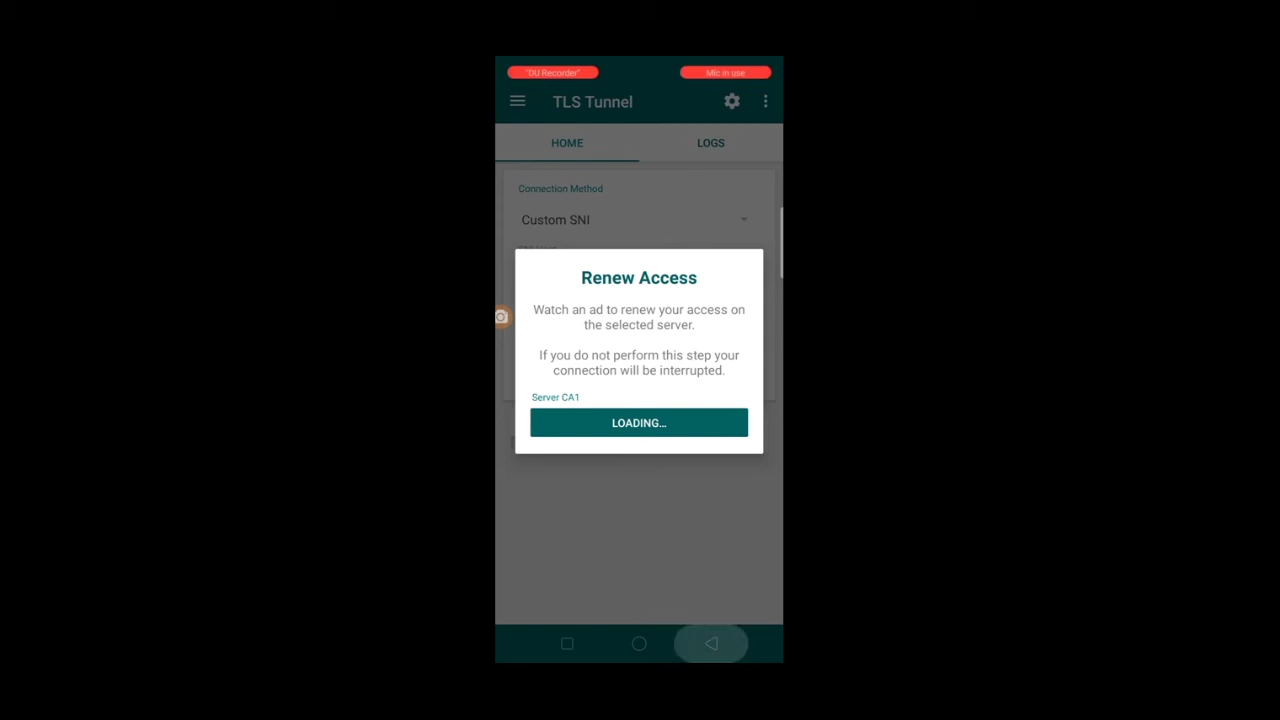 "DU Recorder"
Mic in use
TLS Tunnel
HOME
LOGS
Connection Method
Custom SNI
SNI Host
Renew Access
Watch an ad to renew your access on
the selected server.
If you do not perform this step your
connection will be interrupted.
Server CA1
LOADING...